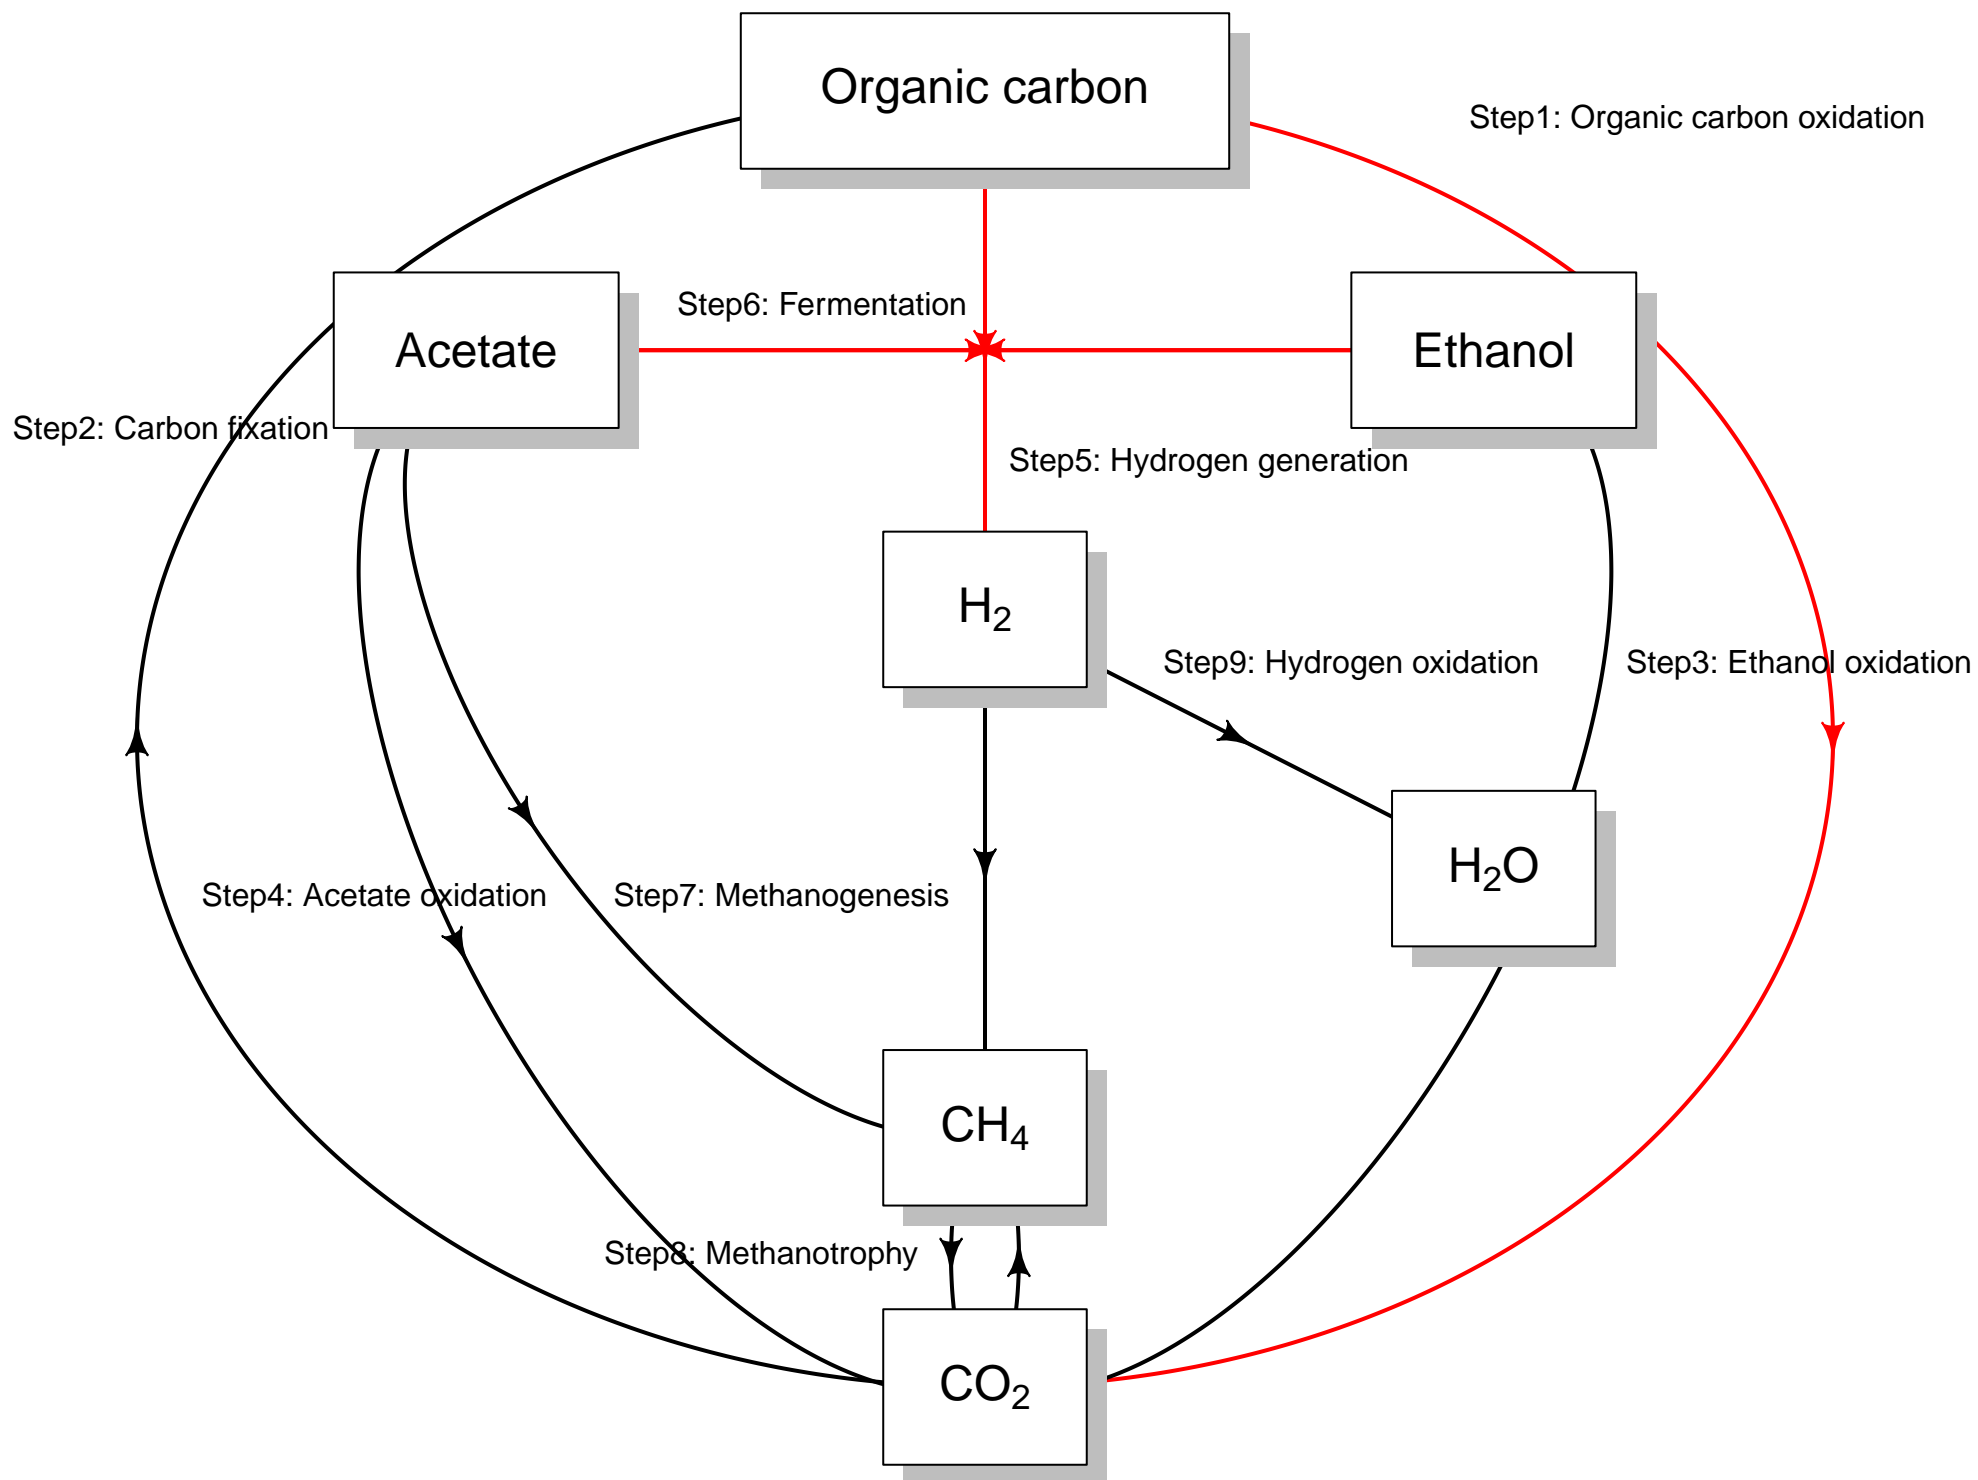 Organic carbon
Step1: Organic carbon oxidation
Step6: Fermentation
Acetate
Ethanol
Step2: Carbon fixation
Step5: Hydrogen generation
H₂
Step9: Hydrogen oxidation
Step3: Ethanol oxidation
H₂O
Step4: Acetate oxidation
Step7: Methanogenesis
CH₄
Step8: Methanotrophy
CO₂